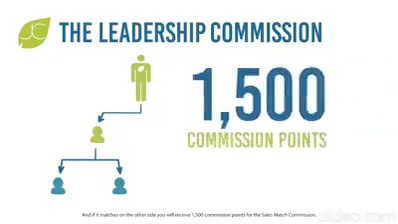 JC THE LEADERSHIP COMMISSION
1,500
COMMISSION POINTS
And if it matches on the other side you will receive 1,500 commission points for the Sales Match Commission.